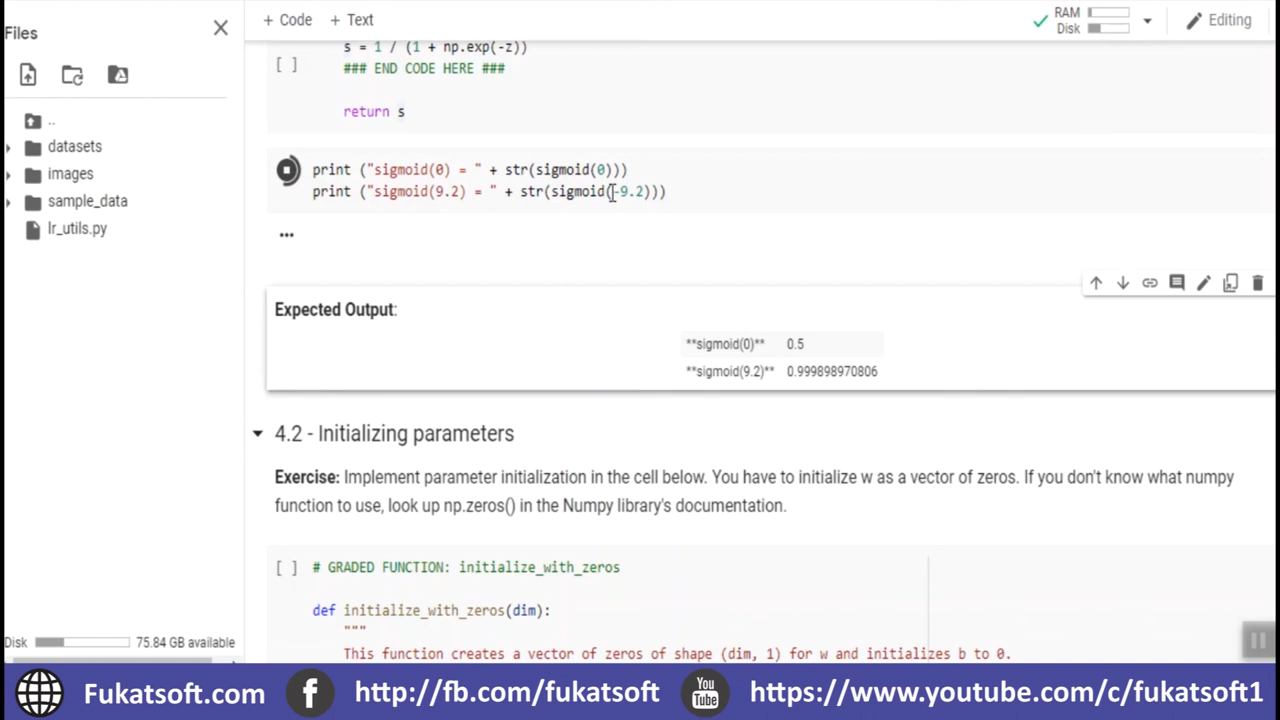 Files
+ Code + Text
RAM
Disk
Editing
s = 1 / (1 + np.exp(-z))
[ ] ### END CODE HERE ###
return s
..
datasets
images
sample_data
lr_utils.py
print ("sigmoid(0) = " + str(sigmoid(0)))
print ("sigmoid(9.2) = " + str(sigmoid(-9.2)))
...
Expected Output:
**sigmoid(0)** 0.5
**sigmoid(9.2)** 0.999898970806
4.2 - Initializing parameters
Exercise: Implement parameter initialization in the cell below. You have to initialize w as a vector of zeros. If you don't know what numpy
function to use, look up np.zeros() in the Numpy library's documentation.
[ ] # GRADED FUNCTION: initialize_with_zeros
def initialize_with_zeros(dim):
"""
This function creates a vector of zeros of shape (dim, 1) for w and initializes b to 0.
Disk 75.84 GB available
Fukatsoft.com http://fb.com/fukatsoft You Tube https://www.youtube.com/c/fukatsoft1